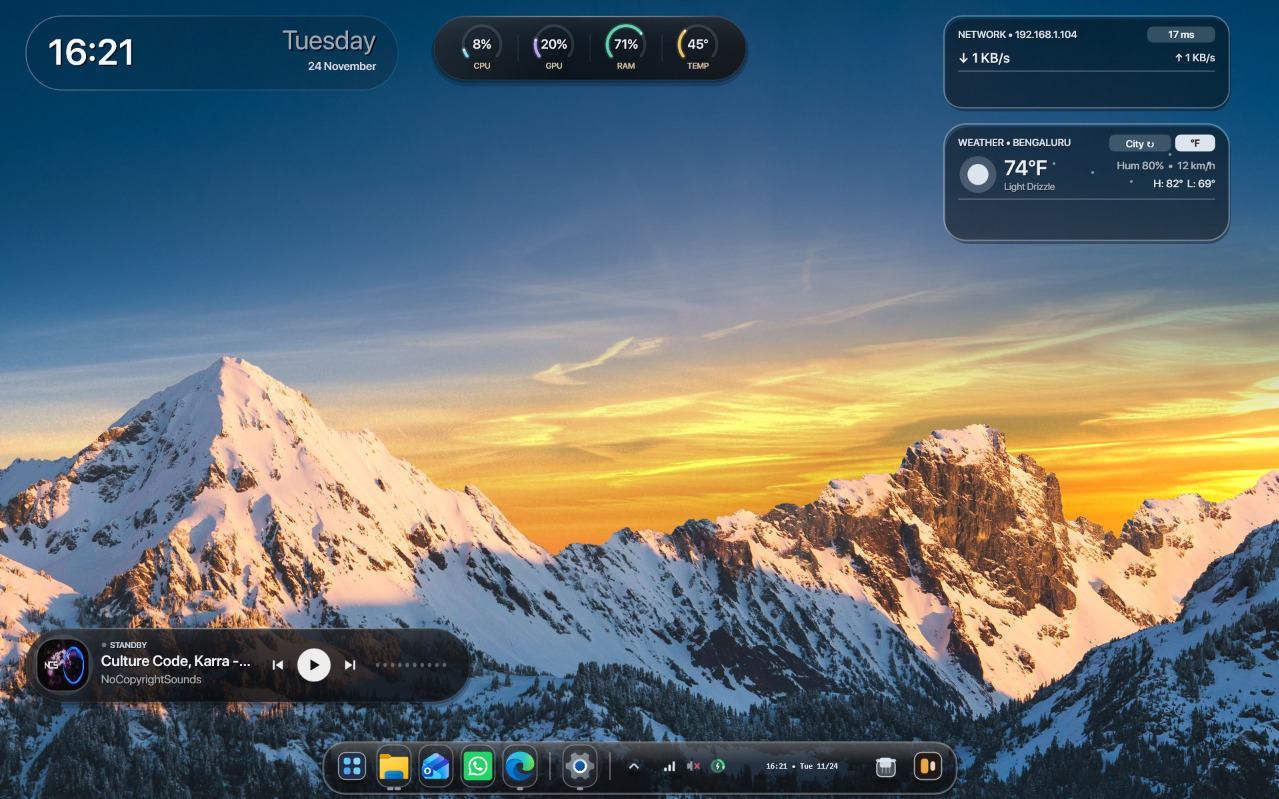 16:21
Tuesday
24 November
8%
CPU
20%
GPU
71%
RAM
45°
TEMP
NETWORK • 192.168.1.104
17 ms
↓ 1 KB/s
↑ 1 KB/s
WEATHER • BENGALURU
City ↻
°F
74°F
Light Drizzle
Hum 80% • 12 km/h
H: 82° L: 69°
NCS
STANDBY
Culture Code, Karra -...
NoCopyrightSounds
16:21 • Tue 11/24